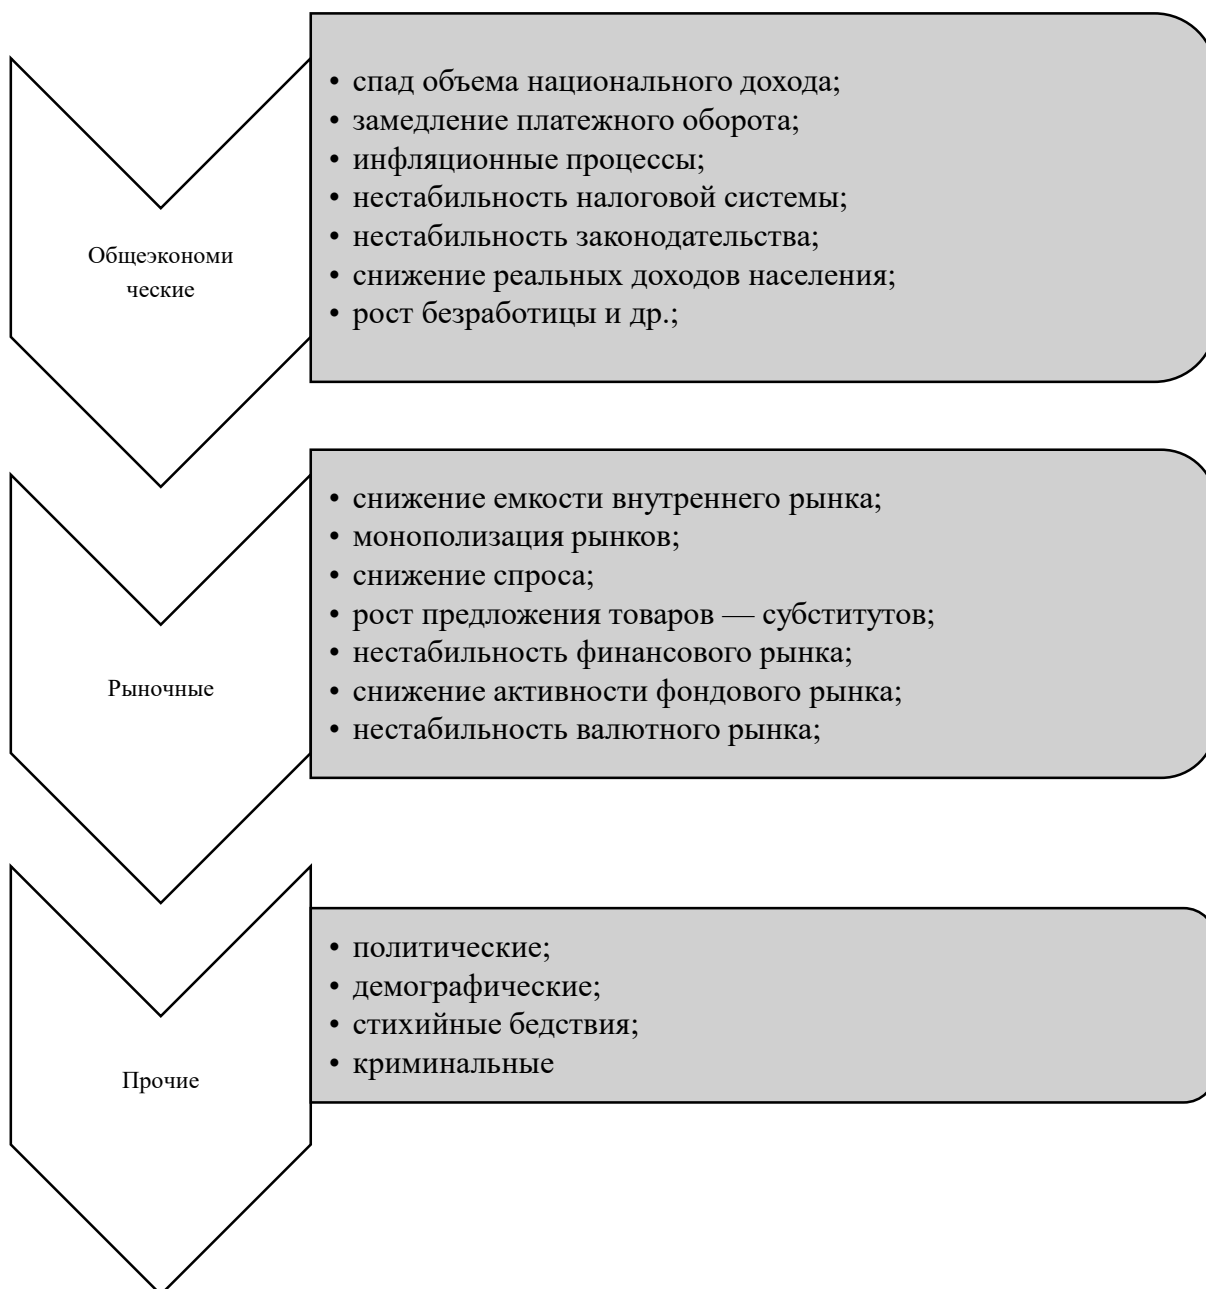 • спад объема национального дохода;
• замедление платежного оборота;
• инфляционные процессы;
• нестабильность налоговой системы;
• нестабильность законодательства;
• снижение реальных доходов населения;
• рост безработицы и др.;
Общеэкономи
ческие
• снижение емкости внутреннего рынка;
• монополизация рынков;
• снижение спроса;
• рост предложения товаров — субститутов;
• нестабильность финансового рынка;
• снижение активности фондового рынка;
• нестабильность валютного рынка;
Рыночные
• политические;
• демографические;
• стихийные бедствия;
• криминальные
Прочие